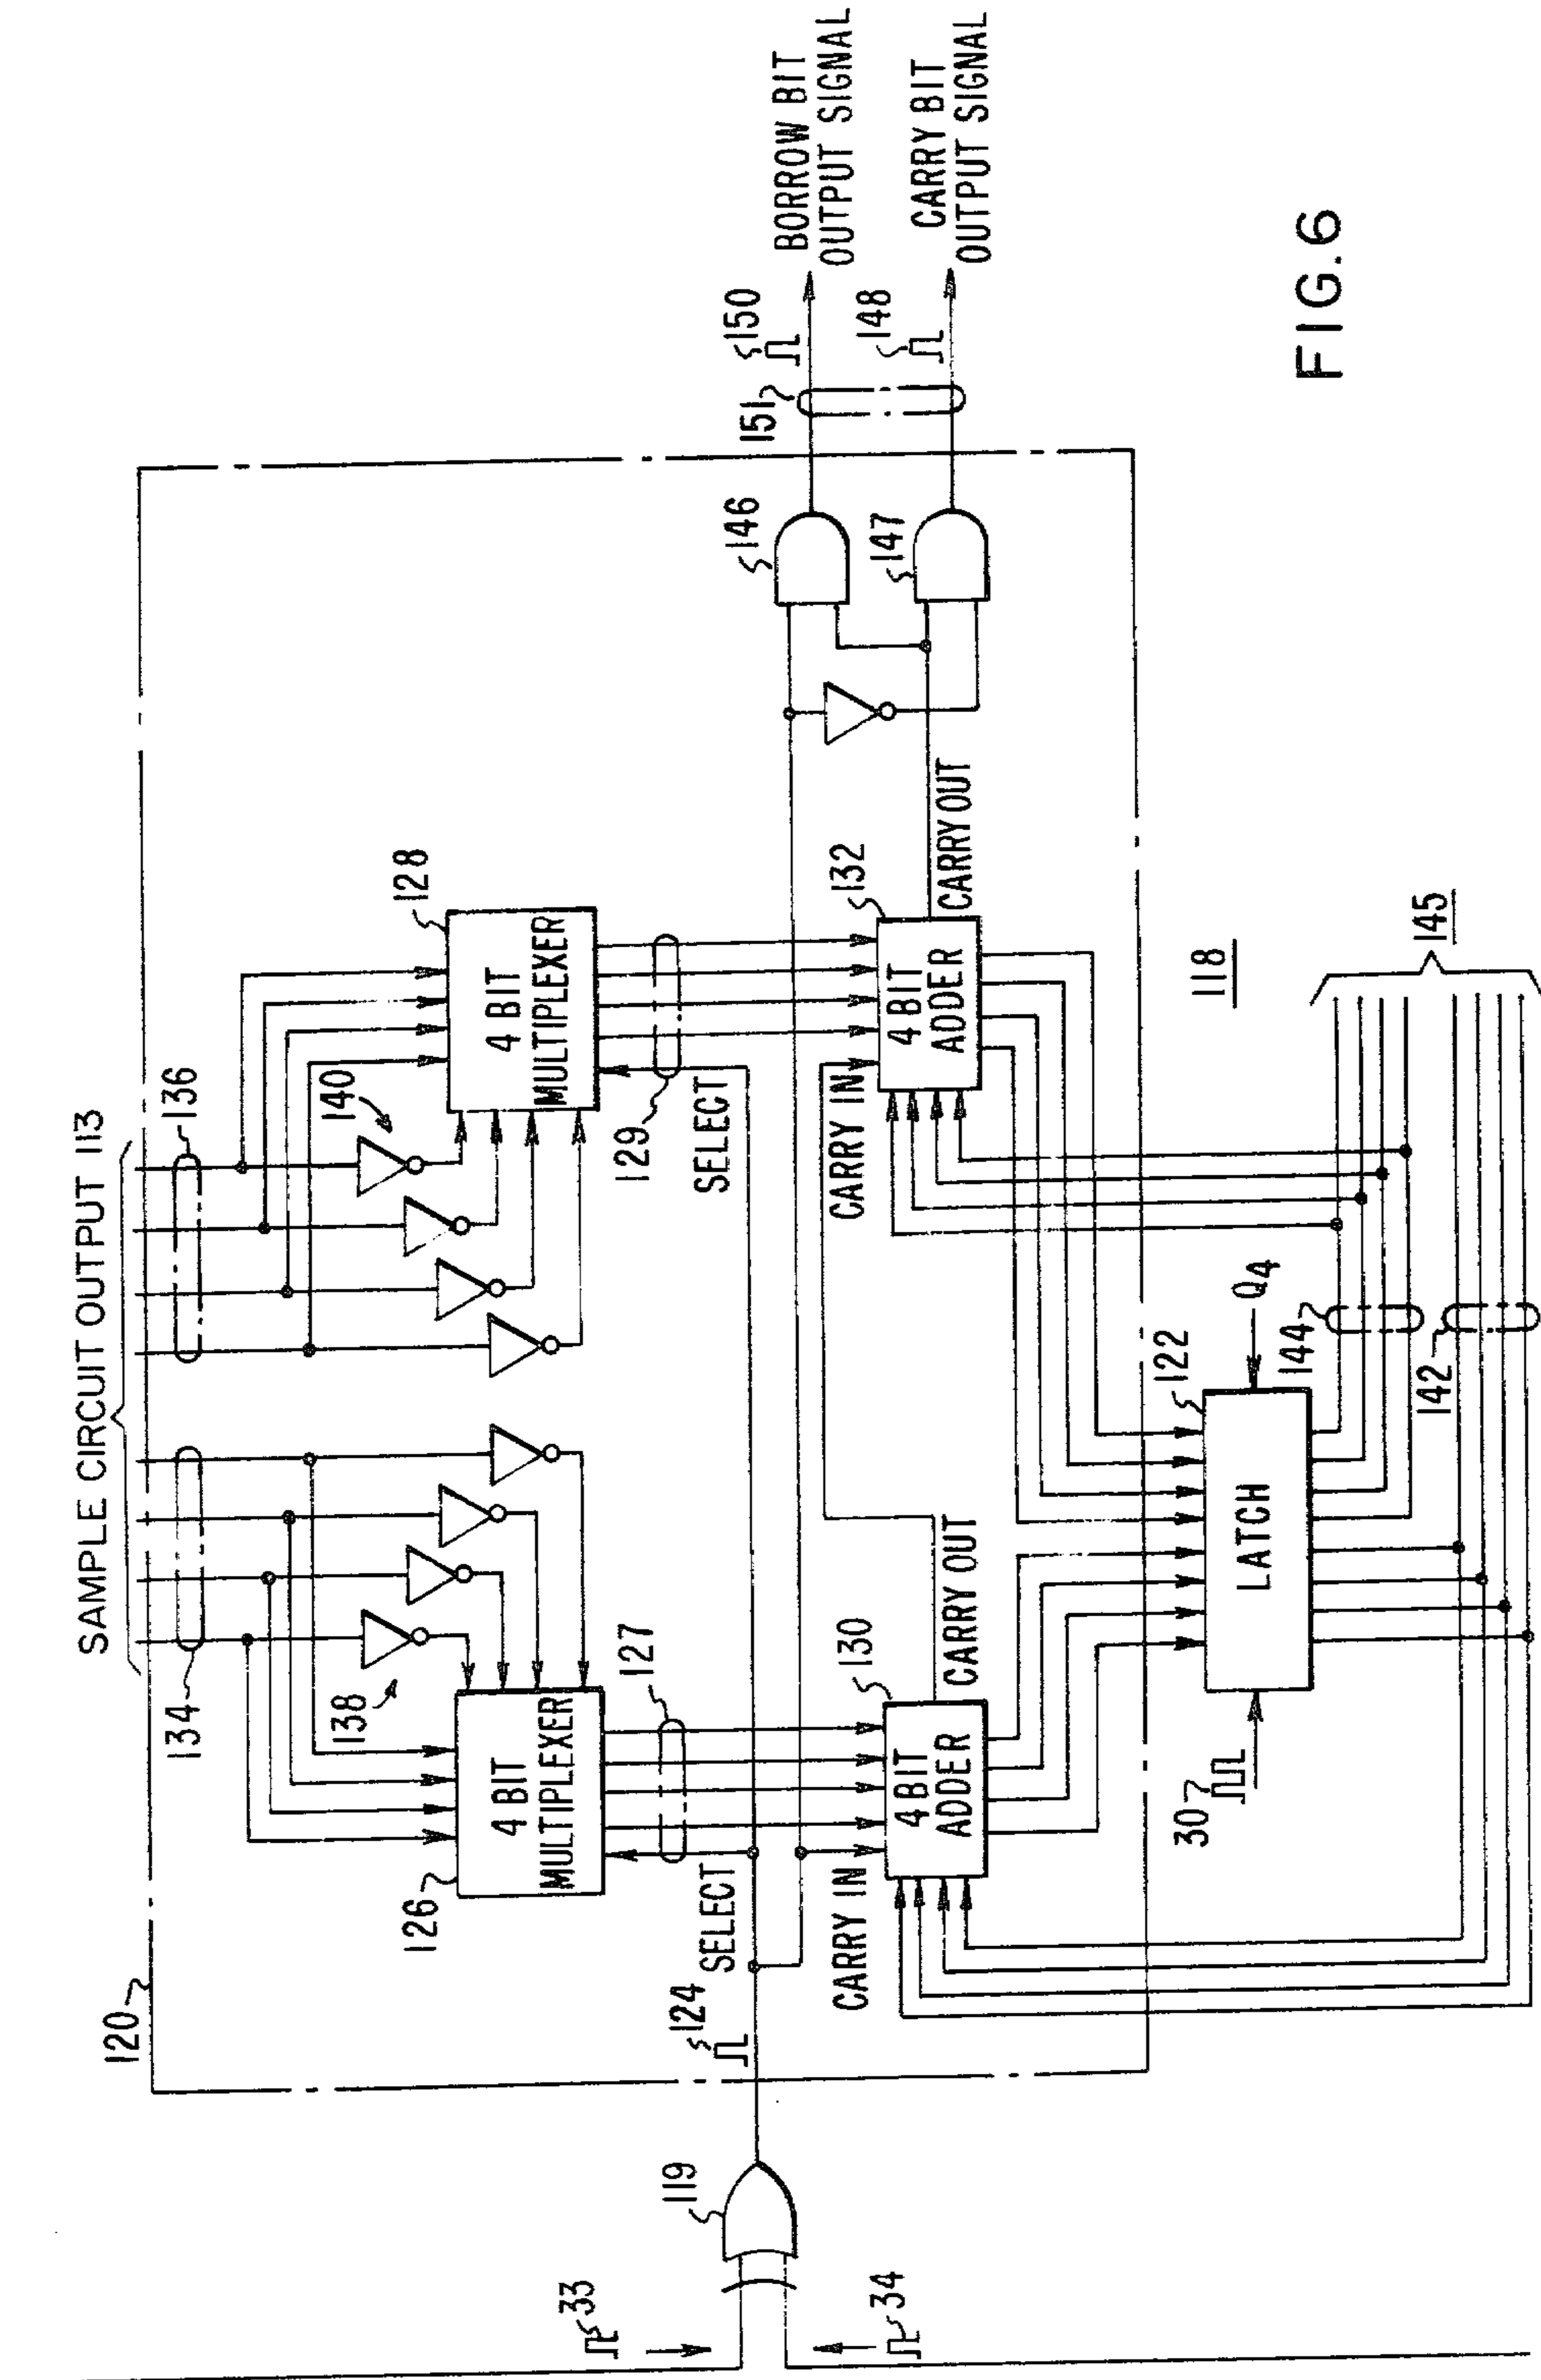 SAMPLE CIRCUIT OUTPUT 113
120
134
136
138
140
126
4 BIT
MULTIPLEXER
128
4 BIT
MULTIPLEXER
127
129
SELECT
SELECT
124
119
33
34
CARRY IN
130
4 BIT
ADDER
CARRY OUT
CARRY IN
132
4 BIT
ADDER
CARRY OUT
146
147
151
150
148
BORROW BIT
OUTPUT SIGNAL
CARRY BIT
OUTPUT SIGNAL
30
122
LATCH
Q4
144
142
145
118
FIG.6